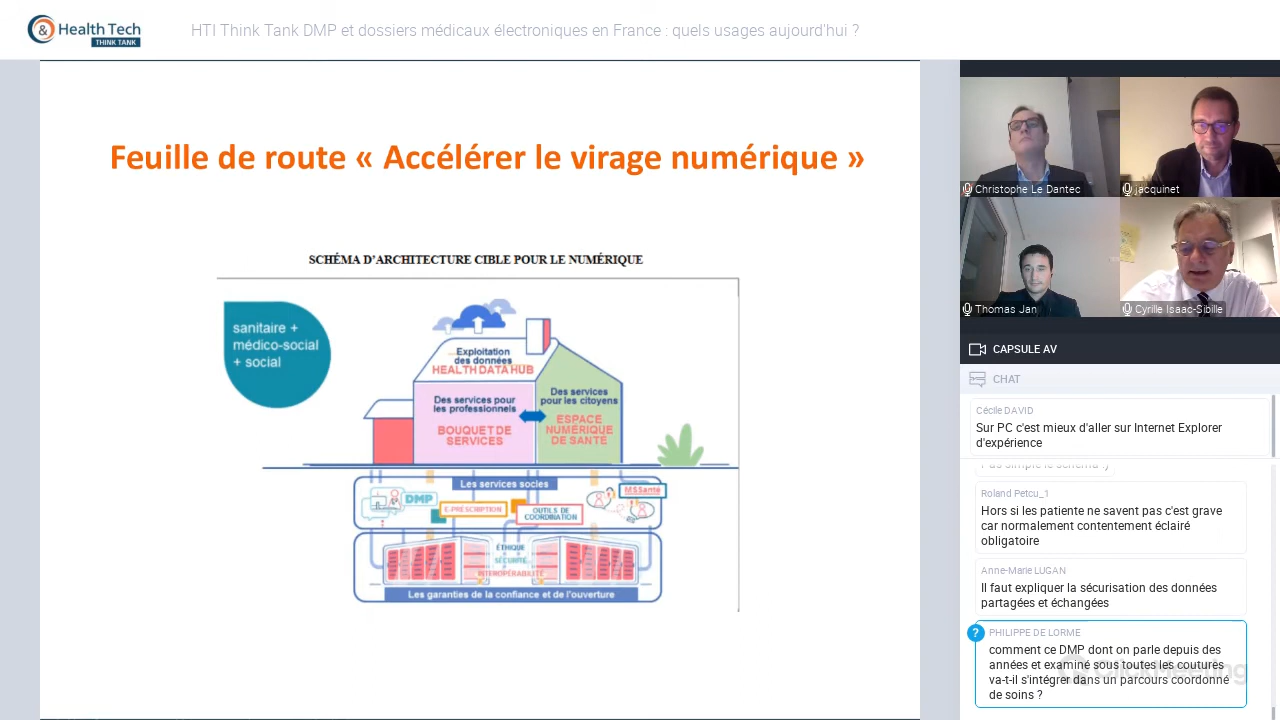 & Health Tech
THINK TANK
HTI Think Tank DMP et dossiers médicaux électroniques en France : quels usages aujourd'hui ?
Feuille de route « Accélérer le virage numérique »
SCHÉMA D'ARCHITECTURE CIBLE POUR LE NUMÉRIQUE
sanitaire +
médico-social
+ social
Exploitation
des données
HEALTH DATA HUB
Des services pour
les professionnels
BOUQUET DE
SERVICES
Des services
pour les citoyens
ESPACE
NUMÉRIQUE
DE SANTÉ
Les services socles
DMP
E-PRESCRIPTION
OUTILS DE
COORDINATION
MSSanté
ÉTHIQUE
SÉCURITÉ
INTEROPÉRABILITÉ
Les garanties de la confiance et de l'ouverture
Christophe Le Dantec
jacquinet
Thomas Jan
Cyrille Isaac-Sibille
CAPSULE AV
CHAT
Cécile DAVID
Sur PC c'est mieux d'aller sur Internet Explorer
d'expérience
simple le schéma :)
Roland Petcu_1
Hors si les patiente ne savent pas c'est grave
car normalement contentement éclairé
obligatoire
Anne-Marie LUGAN
Il faut expliquer la sécurisation des données
partagées et échangées
?
PHILIPPE DE LORME
comment ce DMP dont on parle depuis des
années et examiné sous toutes les coutures
va-t-il s'intégrer dans un parcours coordonné
de soins ?
ClickMeeting